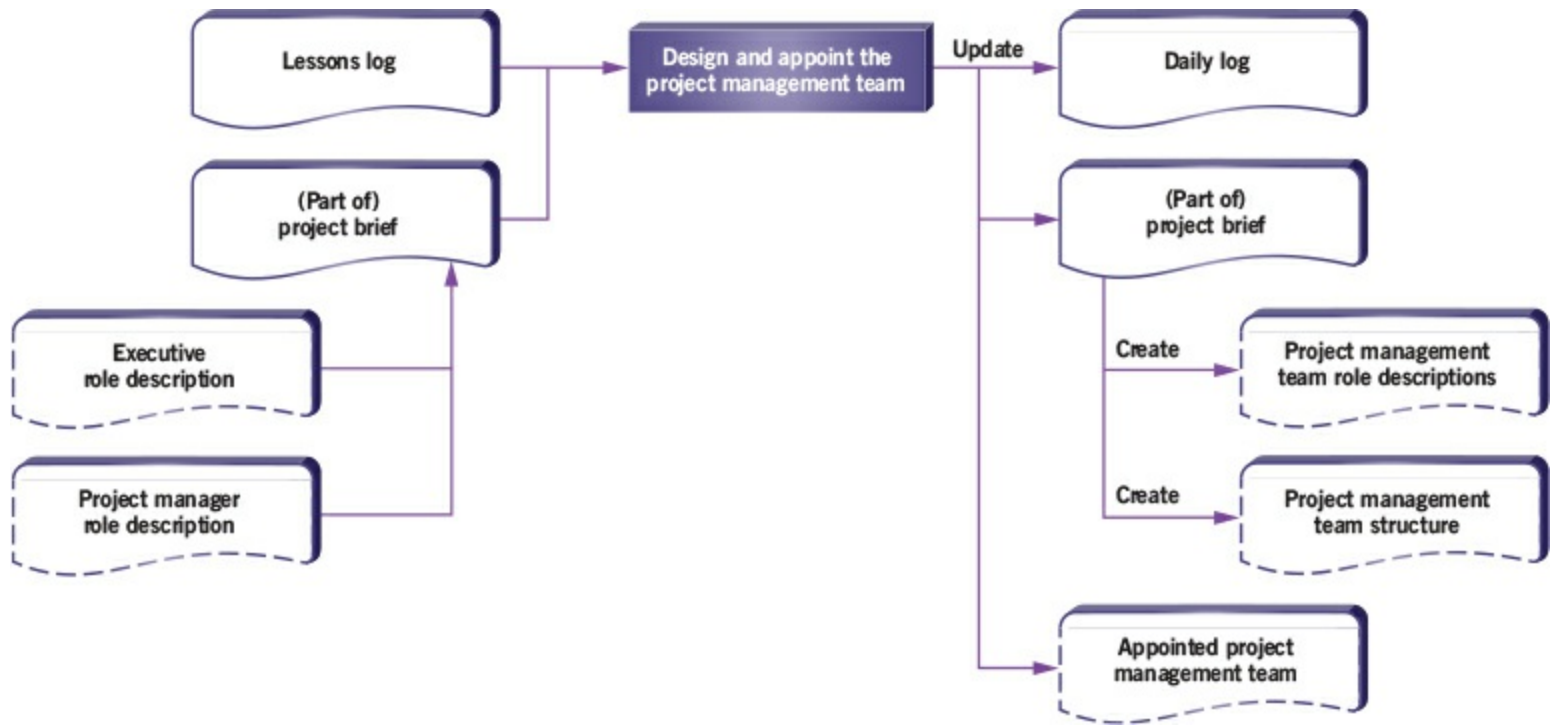 Lessons log
Design and appoint the
project management team
Update
Daily log
(Part of)
project brief
(Part of)
project brief
Executive
role description
Create
Project management
team role descriptions
Project manager
role description
Create
Project management
team structure
Appointed project
management team